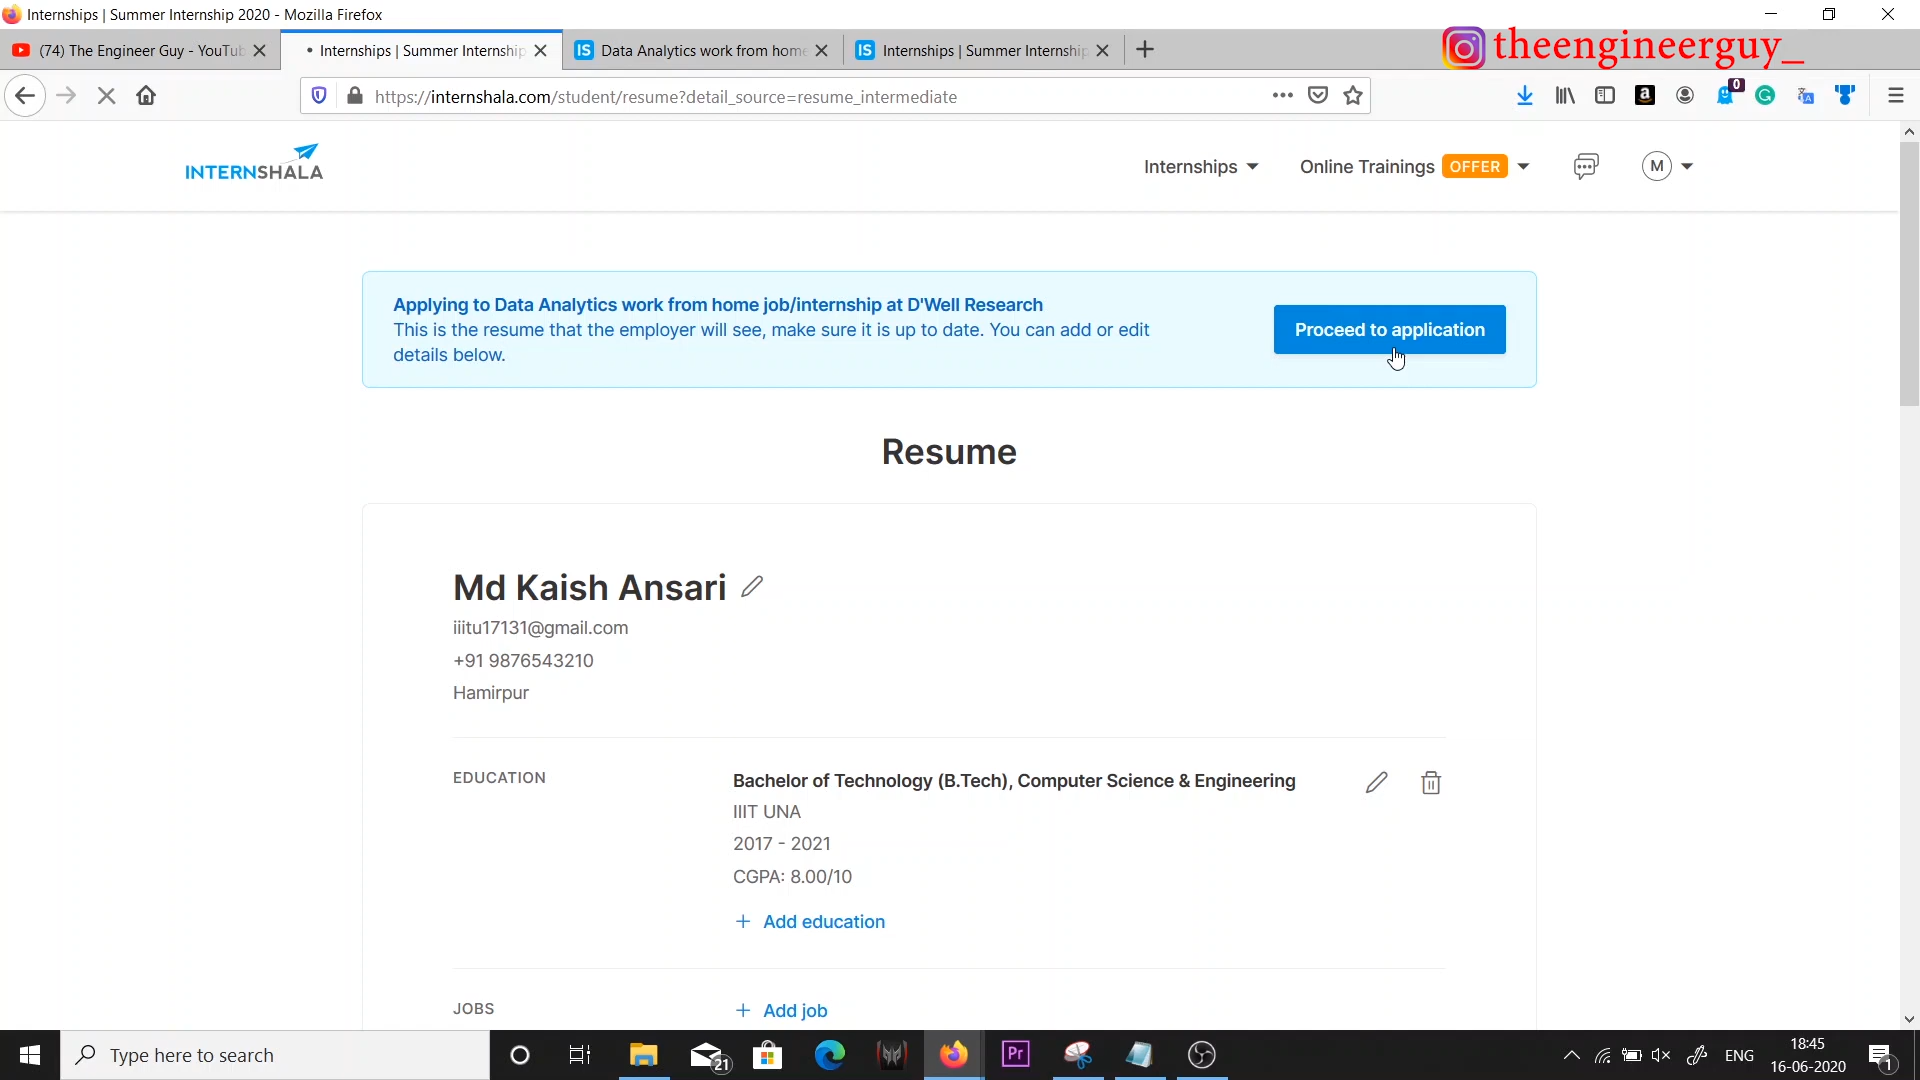 Internships | Summer Internship 2020 - Mozilla Firefox
(74) The Engineer Guy - YouTub
Internships | Summer Internship
IS Data Analytics work from home
IS Internships | Summer Internship
theengineerguy_
https://internshala.com/student/resume?detail_source=resume_intermediate
a
0
INTERNSHALA
Internships
Online Trainings OFFER
M
Applying to Data Analytics work from home job/internship at D'Well Research
This is the resume that the employer will see, make sure it is up to date. You can add or edit
details below.
Proceed to application
Resume
Md Kaish Ansari
iiitu17131@gmail.com
+91 9876543210
Hamirpur
EDUCATION
Bachelor of Technology (B.Tech), Computer Science & Engineering
IIIT UNA
2017 - 2021
CGPA: 8.00/10
+ Add education
JOBS
+ Add job
Type here to search
21
Pr
ENG
18:45
16-06-2020
1